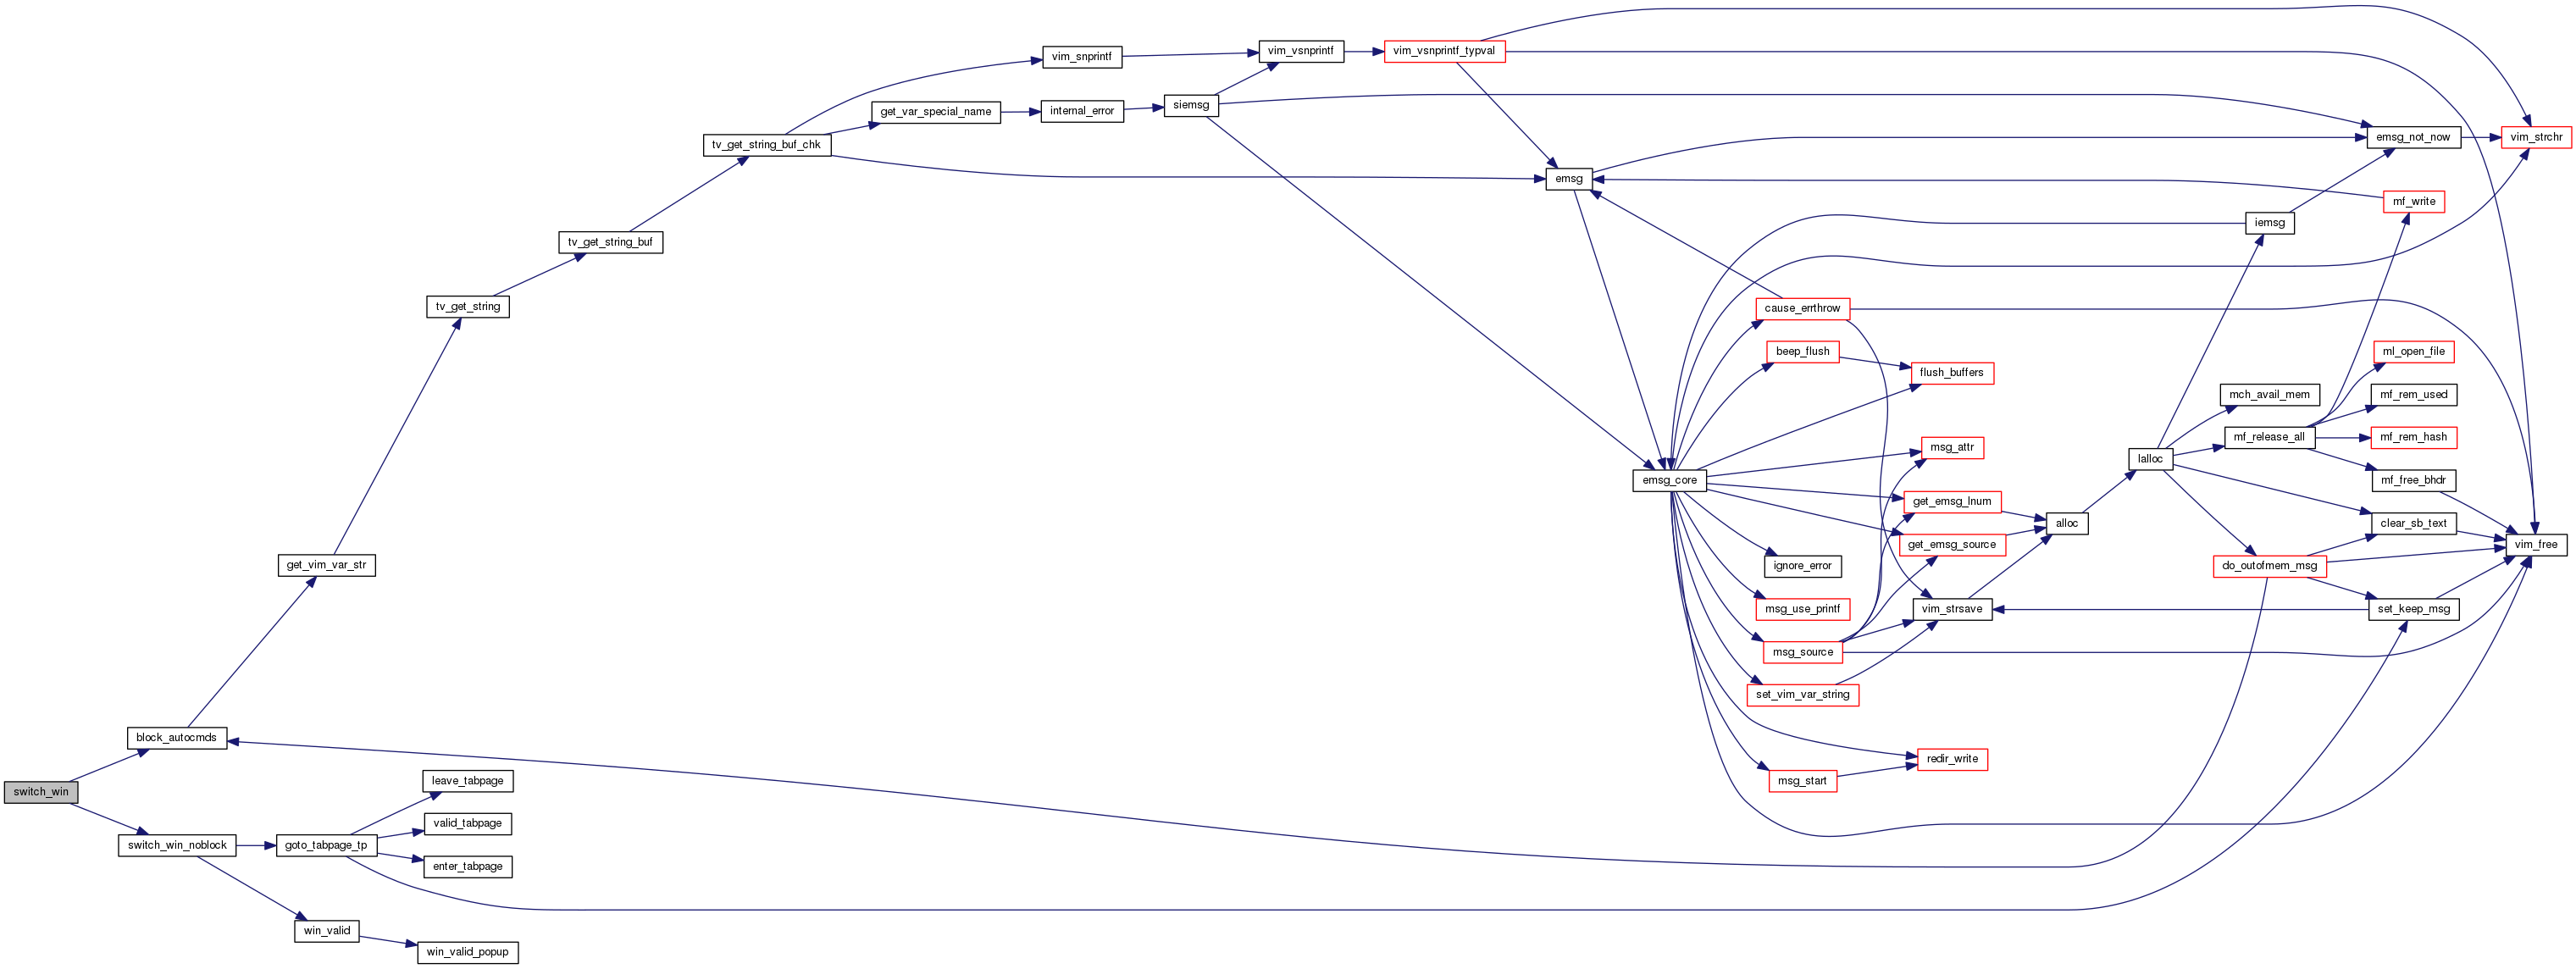 vim_snprintf
vim_vsnprintf
vim_vsnprintf_typval
get_var_special_name
internal_error
siemsg
tv_get_string_buf_chk
emsg_not_now
vim_strchr
emsg
mf_write
iemsg
tv_get_string_buf
tv_get_string
cause_errthrow
beep_flush
flush_buffers
ml_open_file
mch_avail_mem
mf_rem_used
mf_release_all
mf_rem_hash
msg_attr
lalloc
emsg_core
mf_free_bhdr
get_emsg_lnum
alloc
clear_sb_text
get_emsg_source
vim_free
get_vim_var_str
ignore_error
do_outofmem_msg
msg_use_printf
vim_strsave
set_keep_msg
msg_source
set_vim_var_string
block_autocmds
redir_write
leave_tabpage
msg_start
switch_win
valid_tabpage
switch_win_noblock
goto_tabpage_tp
enter_tabpage
win_valid
win_valid_popup